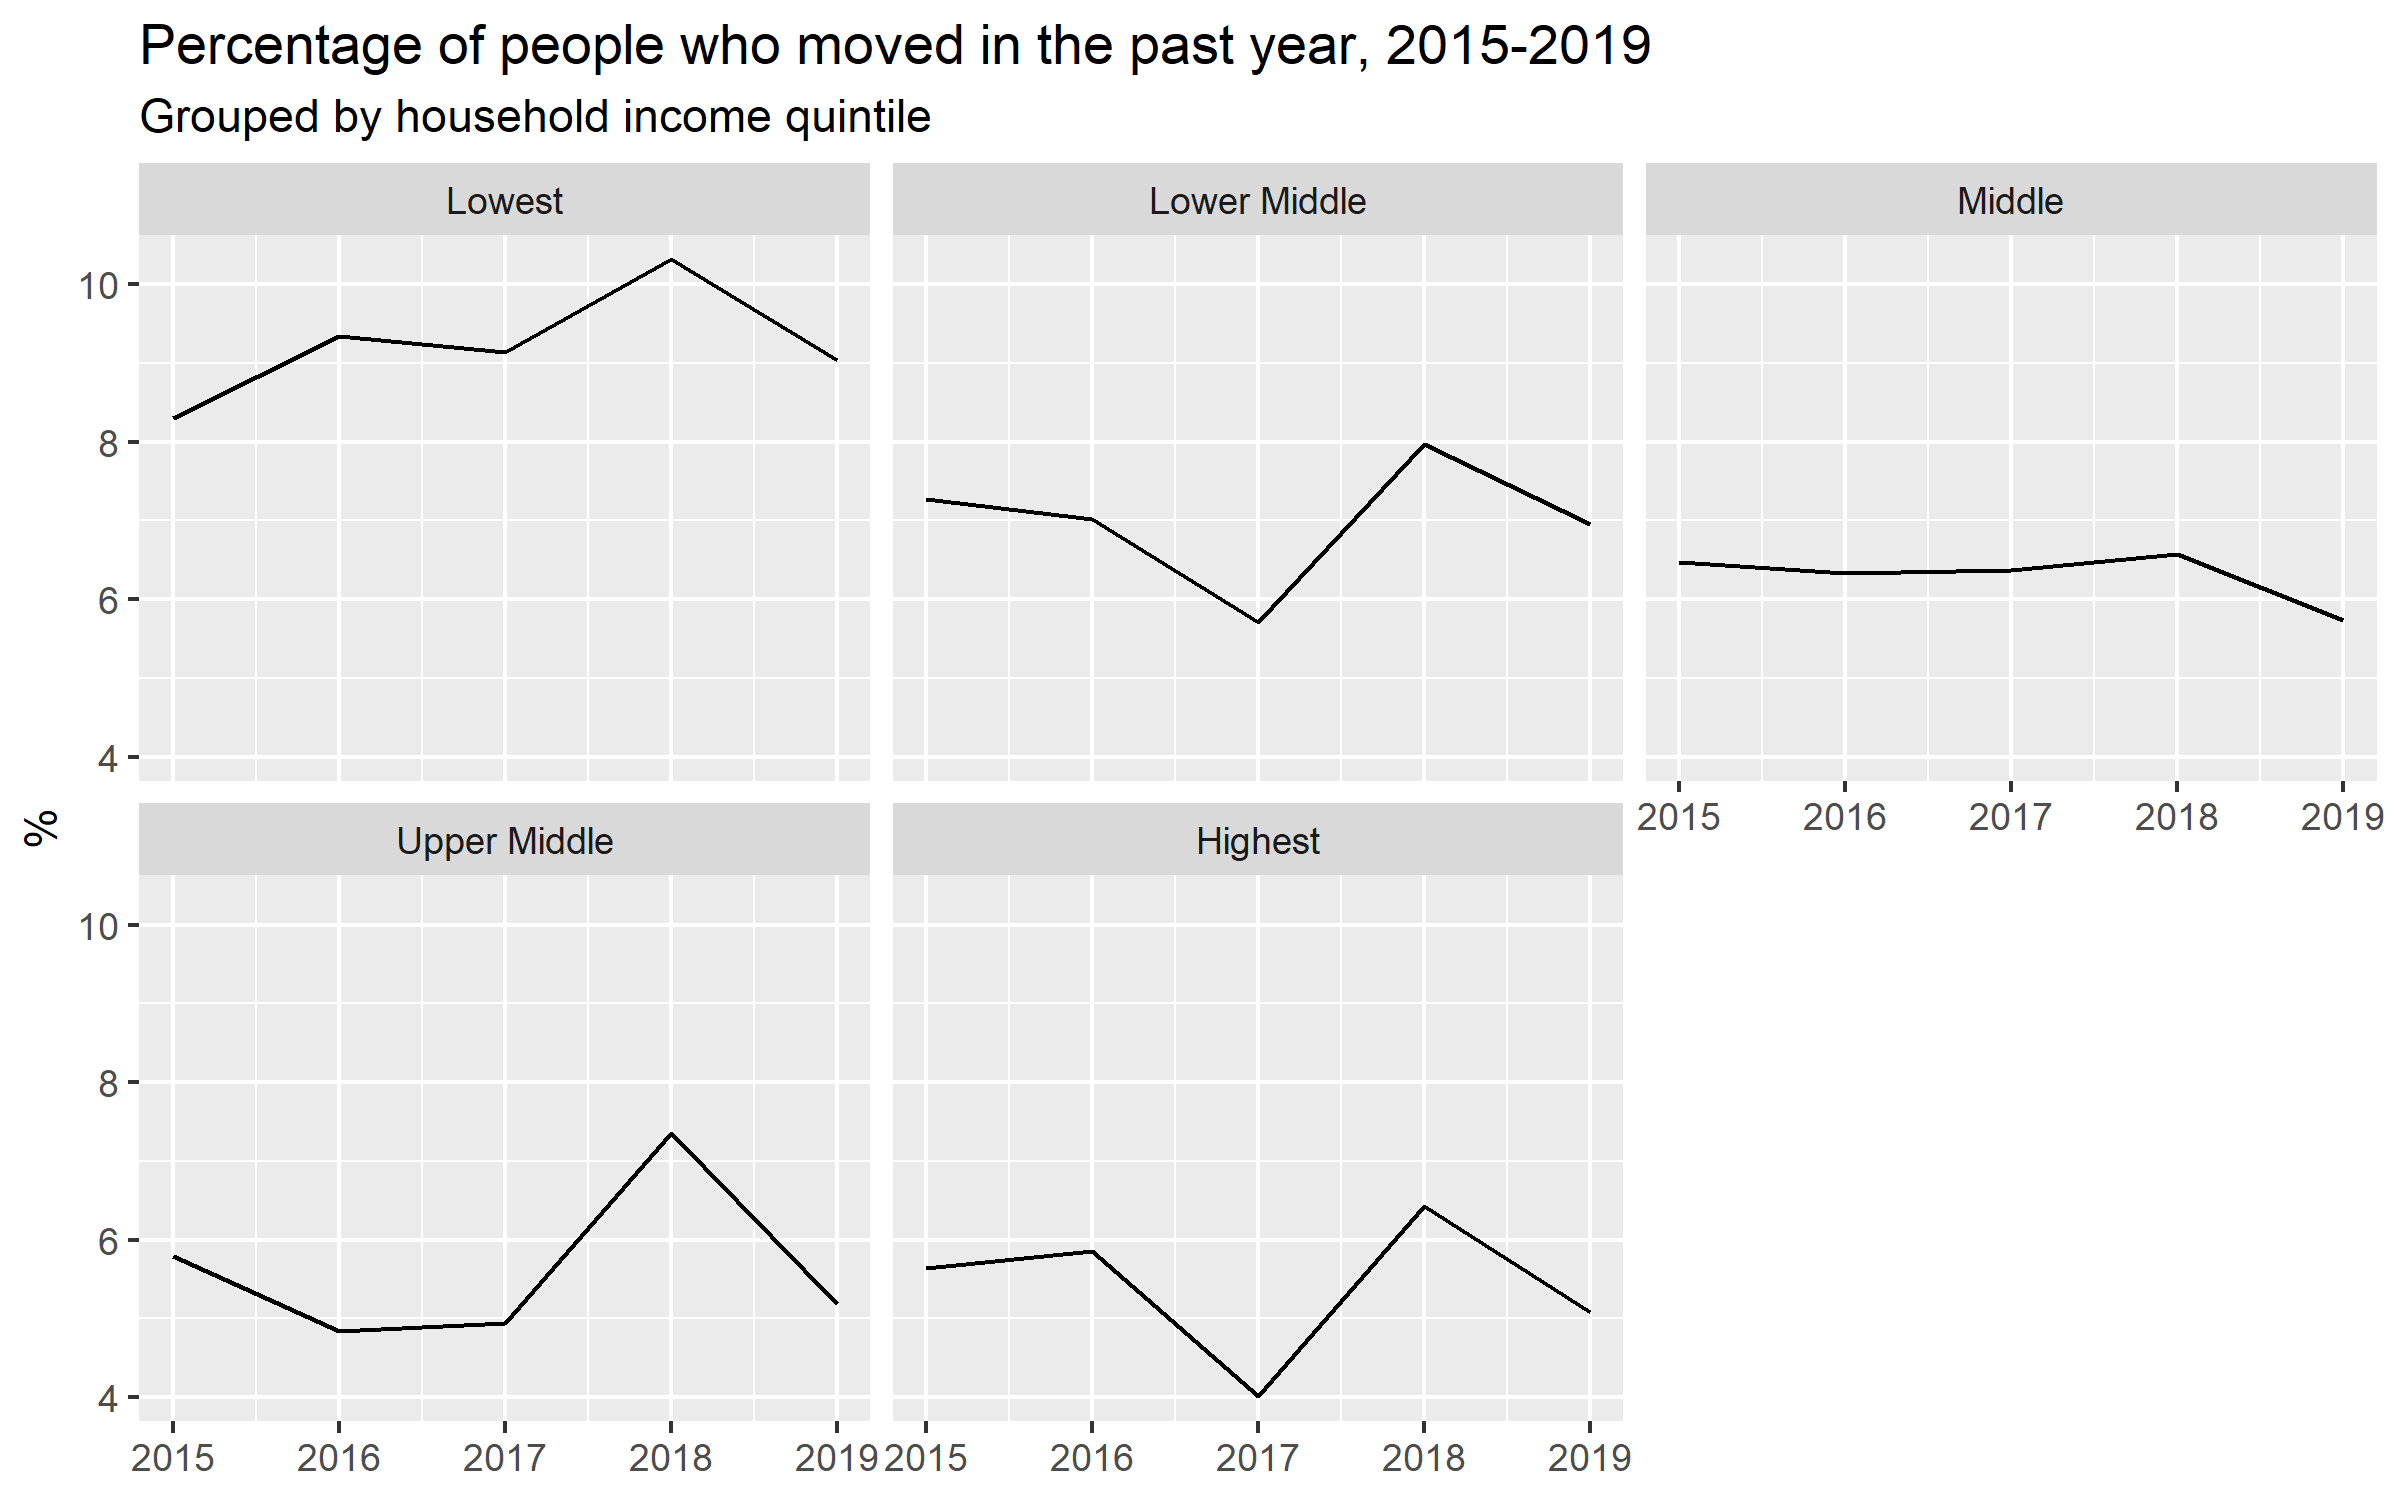 Percentage of people who moved in the past year, 2015-2019
Grouped by household income quintile
Lowest
Lower Middle
Middle
10
8
6
4
2015 2016 2017 2018 2019
%
Upper Middle
Highest
10
8
6
4
2015 2016 2017 2018 2019
2015 2016 2017 2018 2019